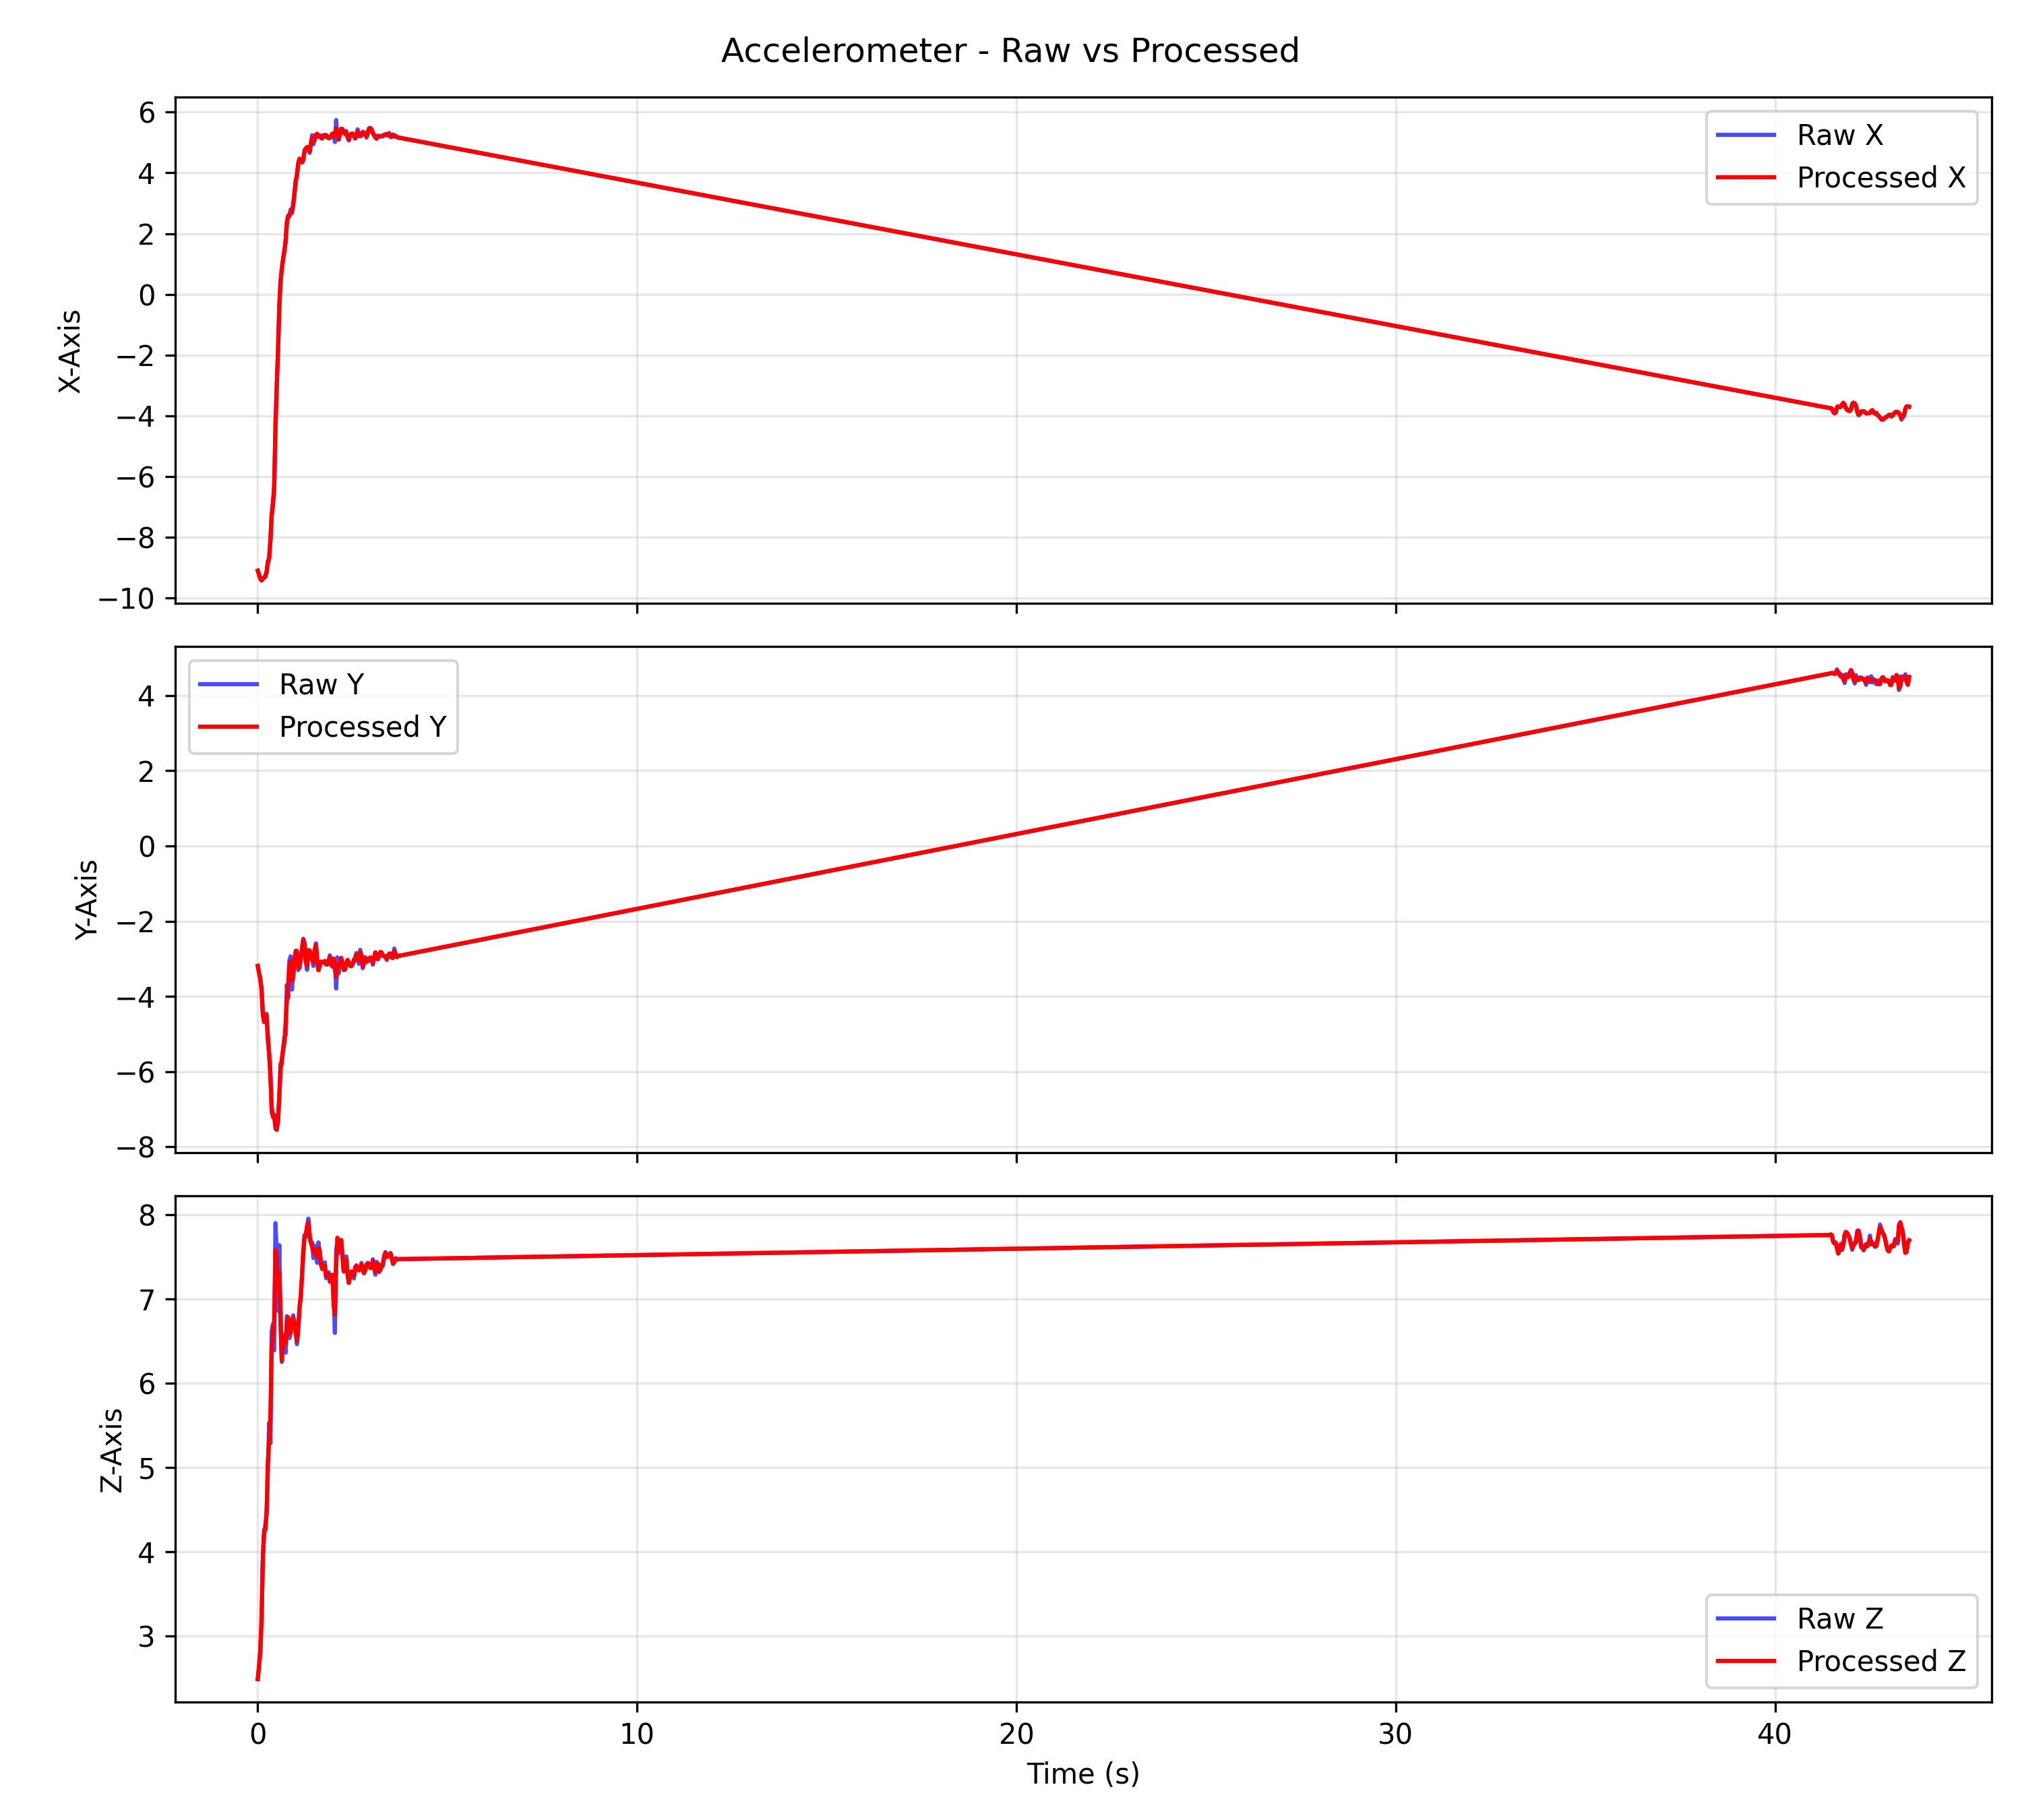 Accelerometer - Raw vs Processed
6
4
2
0
−2
−4
−6
−8
−10
X-Axis
Raw X
Processed X
4
2
0
−2
−4
−6
−8
Y-Axis
Raw Y
Processed Y
8
7
6
5
4
3
Z-Axis
Raw Z
Processed Z
0 10 20 30 40
Time (s)